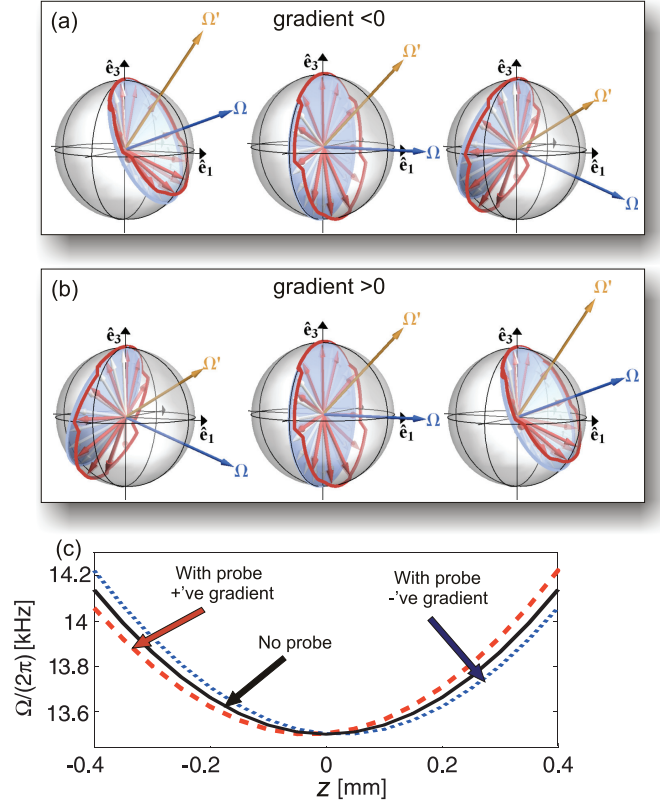 (a) gradient <0
Ω' Ω' Ω'
ê₃ ê₃ ê₃
Ω Ω Ω
ê₁ ê₁ ê₁
(b) gradient >0
Ω' Ω' Ω'
ê₃ ê₃ ê₃
Ω Ω Ω
ê₁ ê₁ ê₁
(c)
14.2
14
13.8
13.6
Ω/(2π) [kHz]
With probe
+'ve gradient
No probe
With probe
-'ve gradient
-0.4 -0.2 0 0.2 0.4
z [mm]